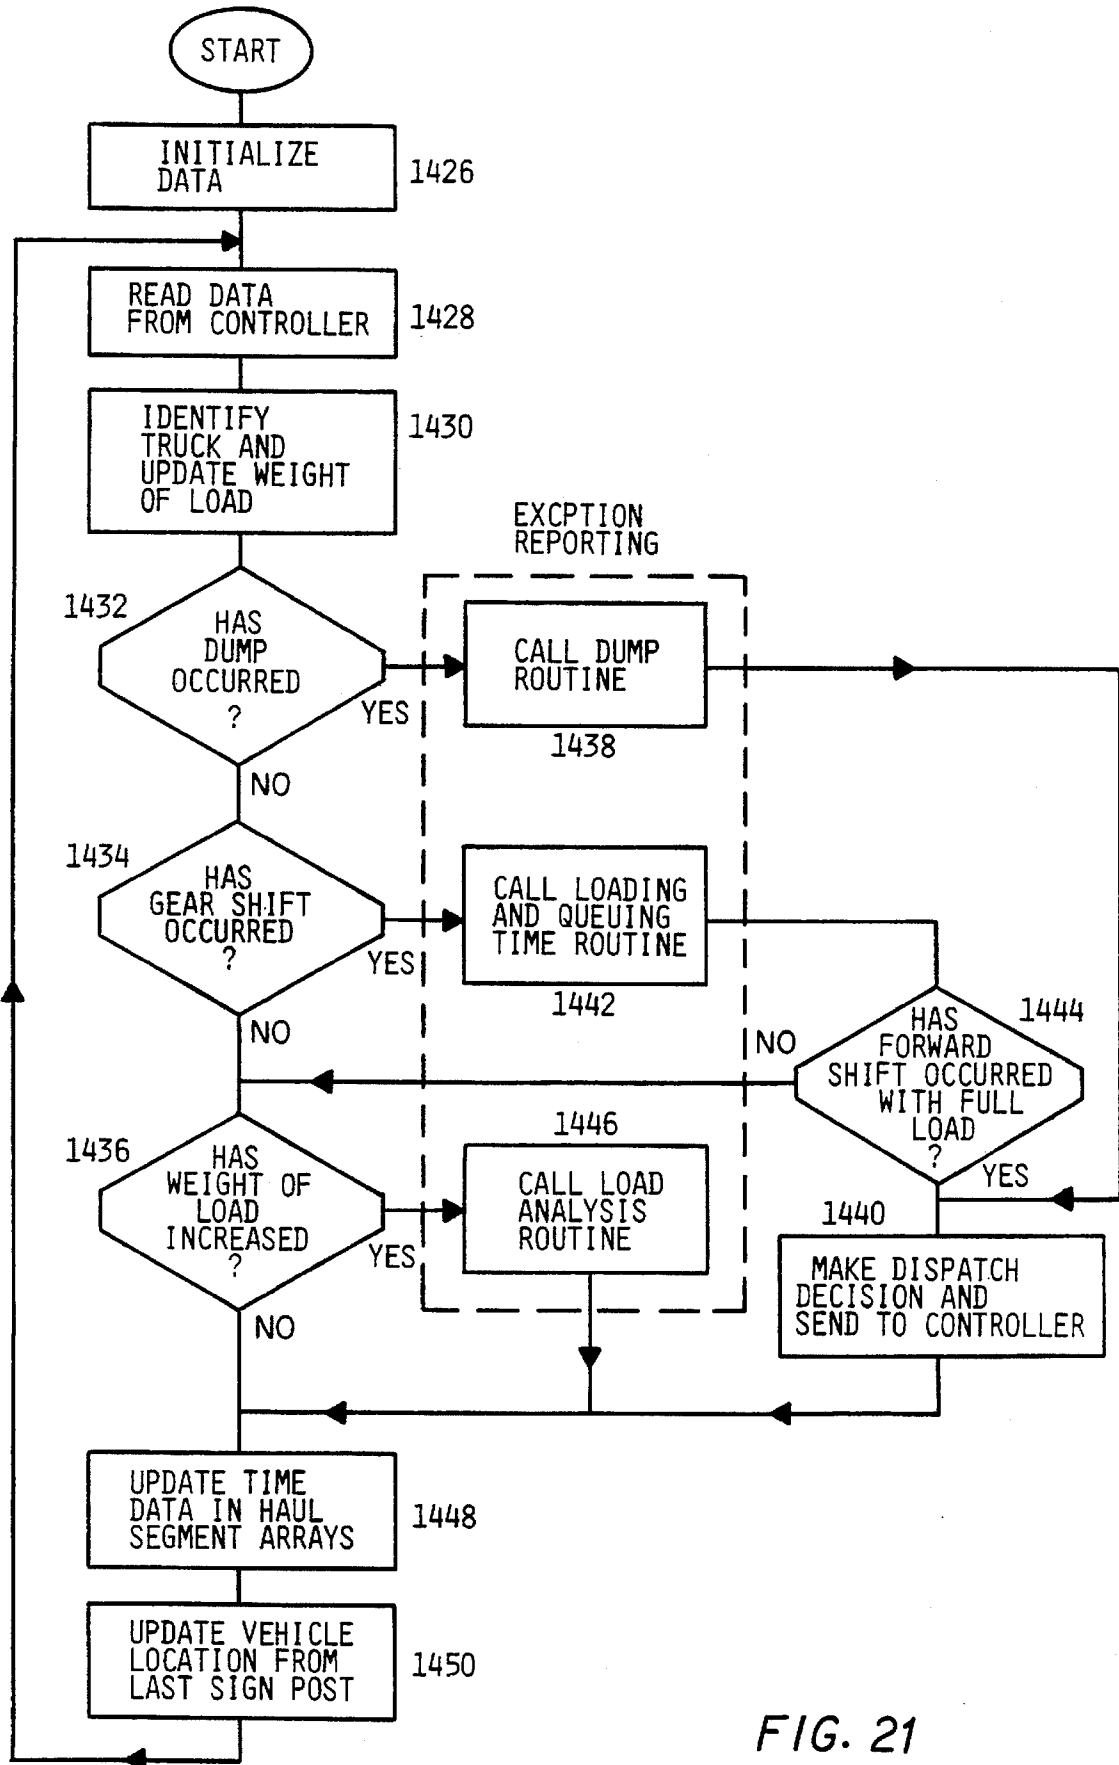 START
INITIALIZE
DATA
1426
READ DATA
FROM CONTROLLER
1428
IDENTIFY
TRUCK AND
UPDATE WEIGHT
OF LOAD
1430
EXCPTION
REPORTING
1432
HAS
DUMP
OCCURRED
?
YES
NO
CALL DUMP
ROUTINE
1438
1434
HAS
GEAR SHIFT
OCCURRED
?
YES
NO
CALL LOADING
AND QUEUING
TIME ROUTINE
1442
1444
HAS
FORWARD
SHIFT OCCURRED
WITH FULL
LOAD
?
NO
YES
1436
HAS
WEIGHT OF
LOAD
INCREASED
?
YES
NO
1446
CALL LOAD
ANALYSIS
ROUTINE
1440
MAKE DISPATCH
DECISION AND
SEND TO CONTROLLER
UPDATE TIME
DATA IN HAUL
SEGMENT ARRAYS
1448
UPDATE VEHICLE
LOCATION FROM
LAST SIGN POST
1450
FIG. 21